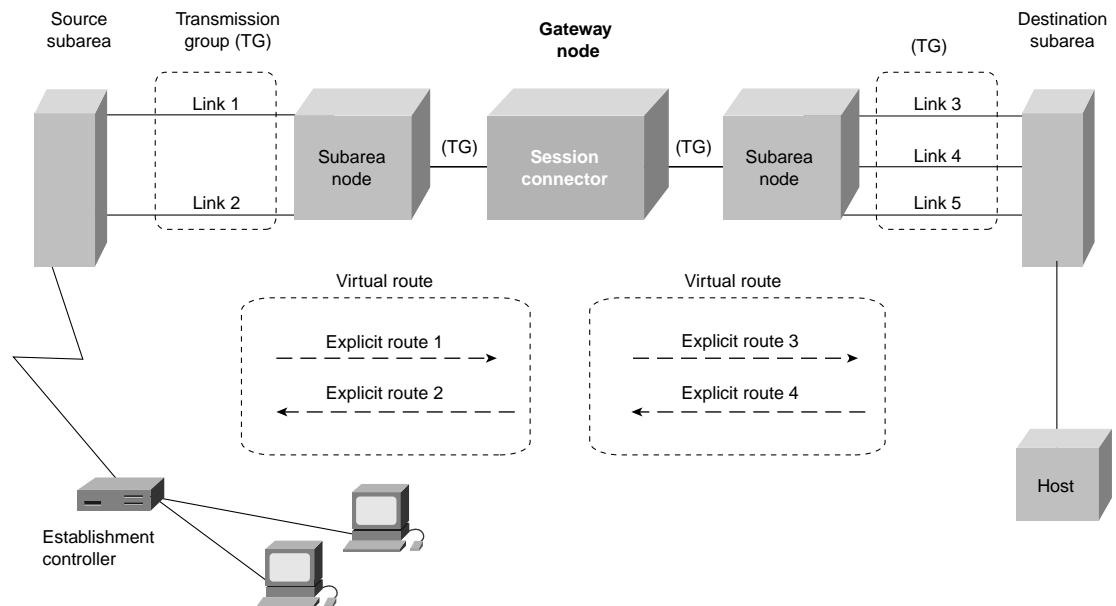 Source
subarea
Transmission
group (TG)
Gateway
node
(TG)
Destination
subarea
Link 1
Link 2
Subarea
node
(TG)
Session
connector
(TG)
Subarea
node
Link 3
Link 4
Link 5
Virtual route
Explicit route 1
Explicit route 2
Virtual route
Explicit route 3
Explicit route 4
Host
Establishment
controller